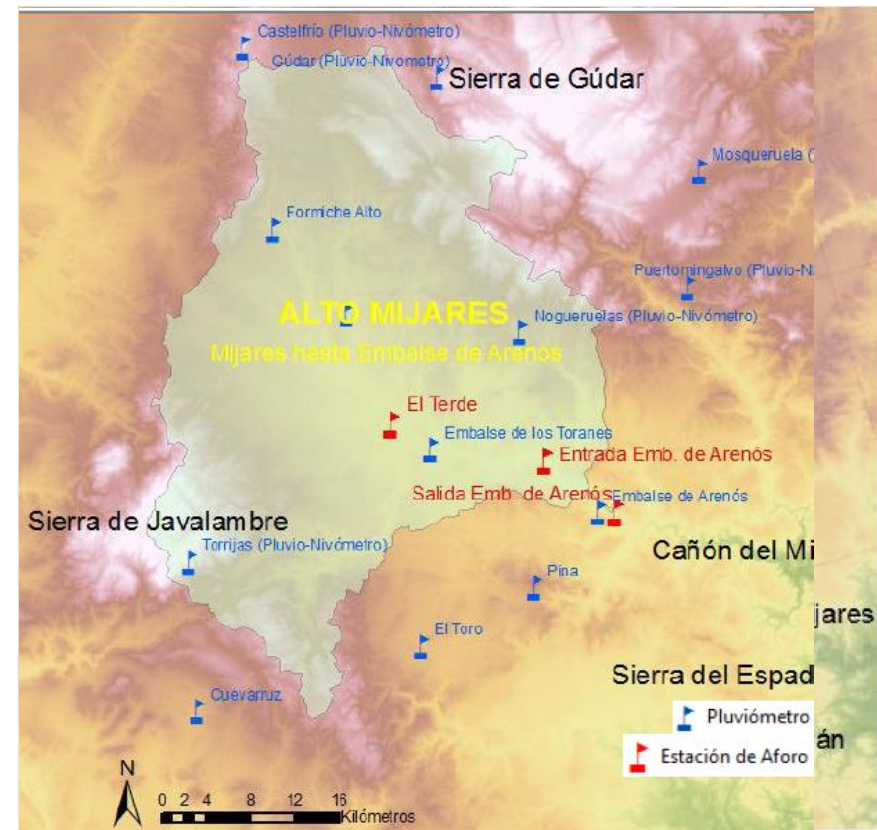 Castelfrío (Pluvio-Nivómetro)
Gúdar (Pluvio-Nivometro)
Sierra de Gúdar
Mosqueruela (
Formiche Alto
Puertomingalvo (Pluvio-N
ALTO MIJARES
Nogueruelas (Pluvio-Nivómetro)
Mijares hasta Embalse de Arenós
El Terde
Embalse de los Toranes
Entrada Emb. de Arenós
Salida Emb. de Arenós
Embalse de Arenós
Sierra de Javalambre
Torrijas (Pluvio-Nivómetro)
Cañón del Mi
Pina
jares
El Toro
Sierra del Espad
Cuevarruz
Pluviómetro
án
Estación de Aforo
N
0 2 4 8 12 16
Kilómetros